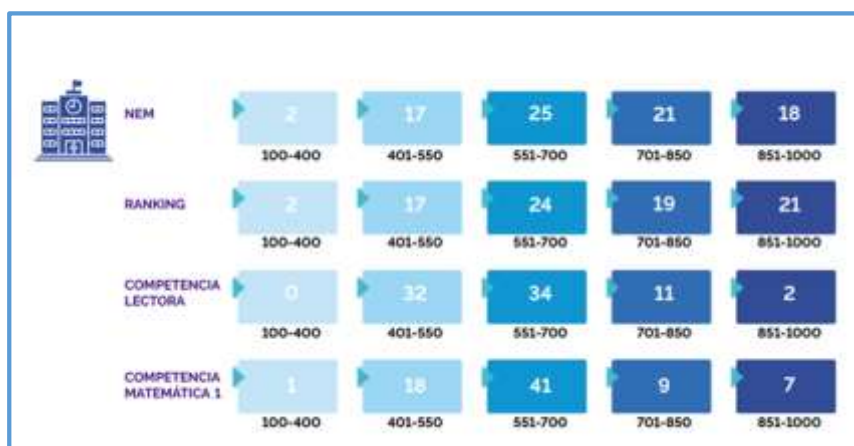 NEM
2 17 25 21 18
100-400 401-550 551-700 701-850 851-1000
RANKING
2 17 24 19 21
100-400 401-550 551-700 701-850 851-1000
COMPETENCIA
LECTORA
0 32 34 11 2
100-400 401-550 551-700 701-850 851-1000
COMPETENCIA
MATEMÁTICA 1
1 18 41 9 7
100-400 401-550 551-700 701-850 851-1000